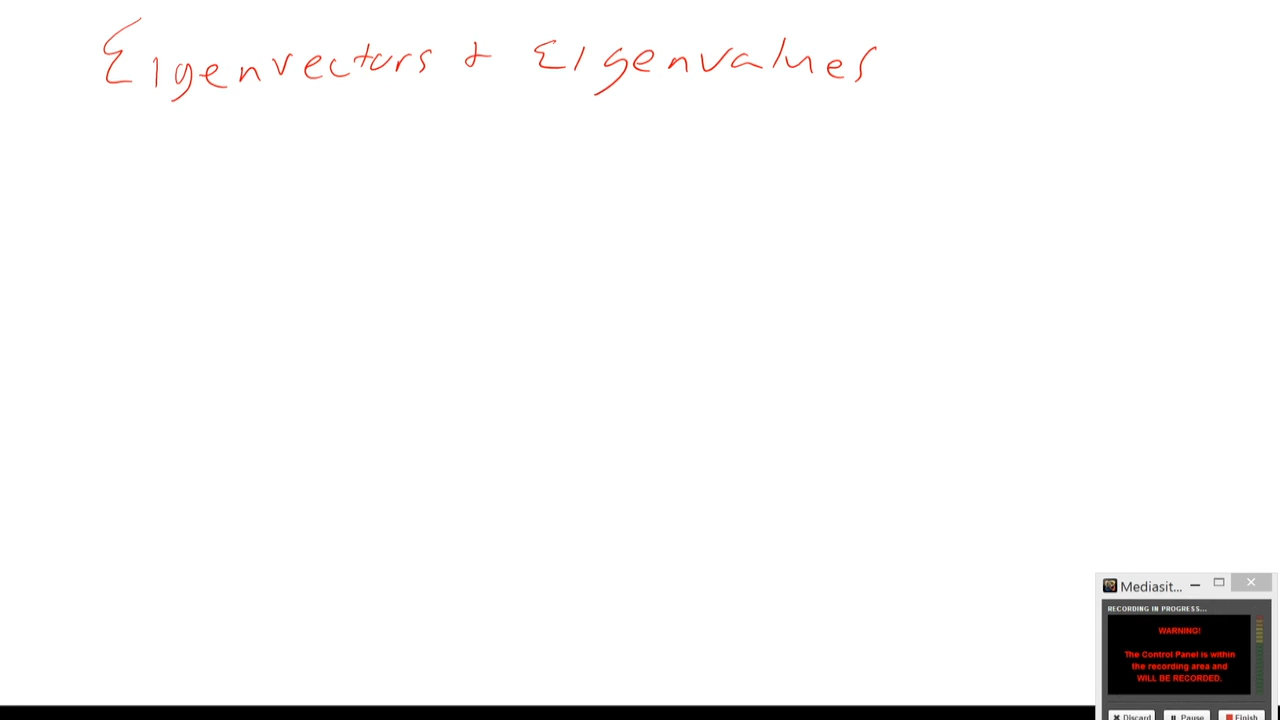 Eigenvectors + Eigenvalues
Mediasit...
RECORDING IN PROGRESS...
WARNING!
The Control Panel is within
the recording area and
WILL BE RECORDED.
Discard Pause Finish